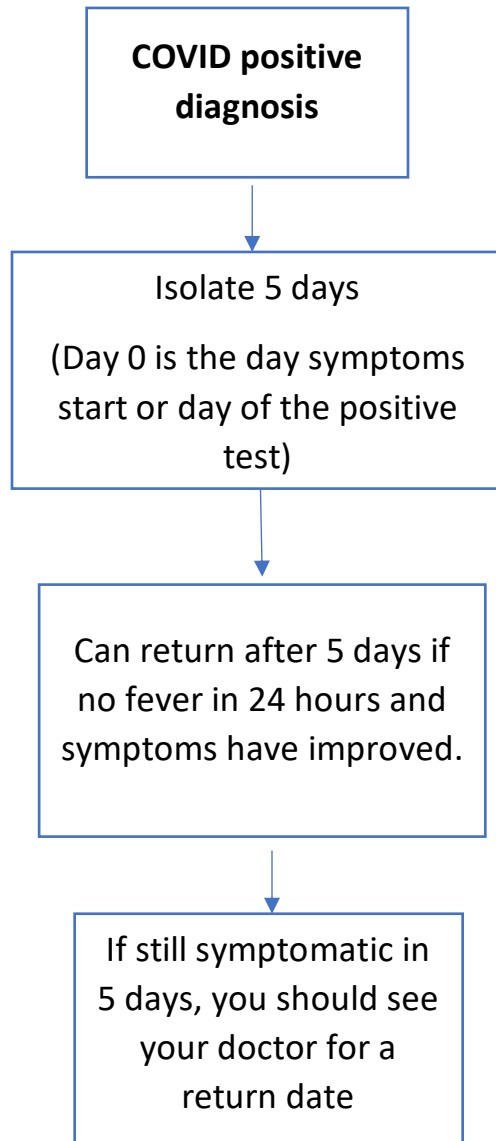 COVID positive
diagnosis
Isolate 5 days
(Day 0 is the day symptoms
start or day of the positive
test)
Can return after 5 days if
no fever in 24 hours and
symptoms have improved.
If still symptomatic in
5 days, you should see
your doctor for a
return date